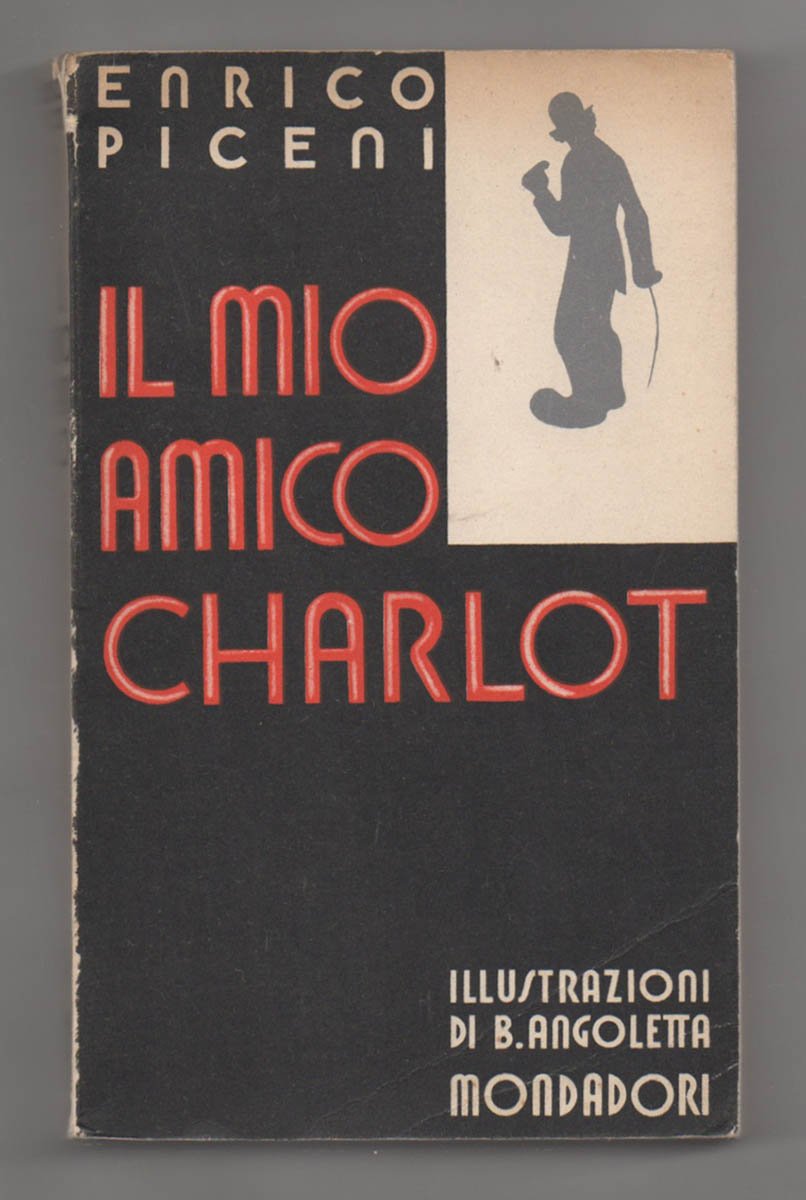 ENRICO
PICENI
IL MIO
AMICO
CHARLOT
ILLUSTRAZIONI
DI B. ANGOLETTA
MONDADORI